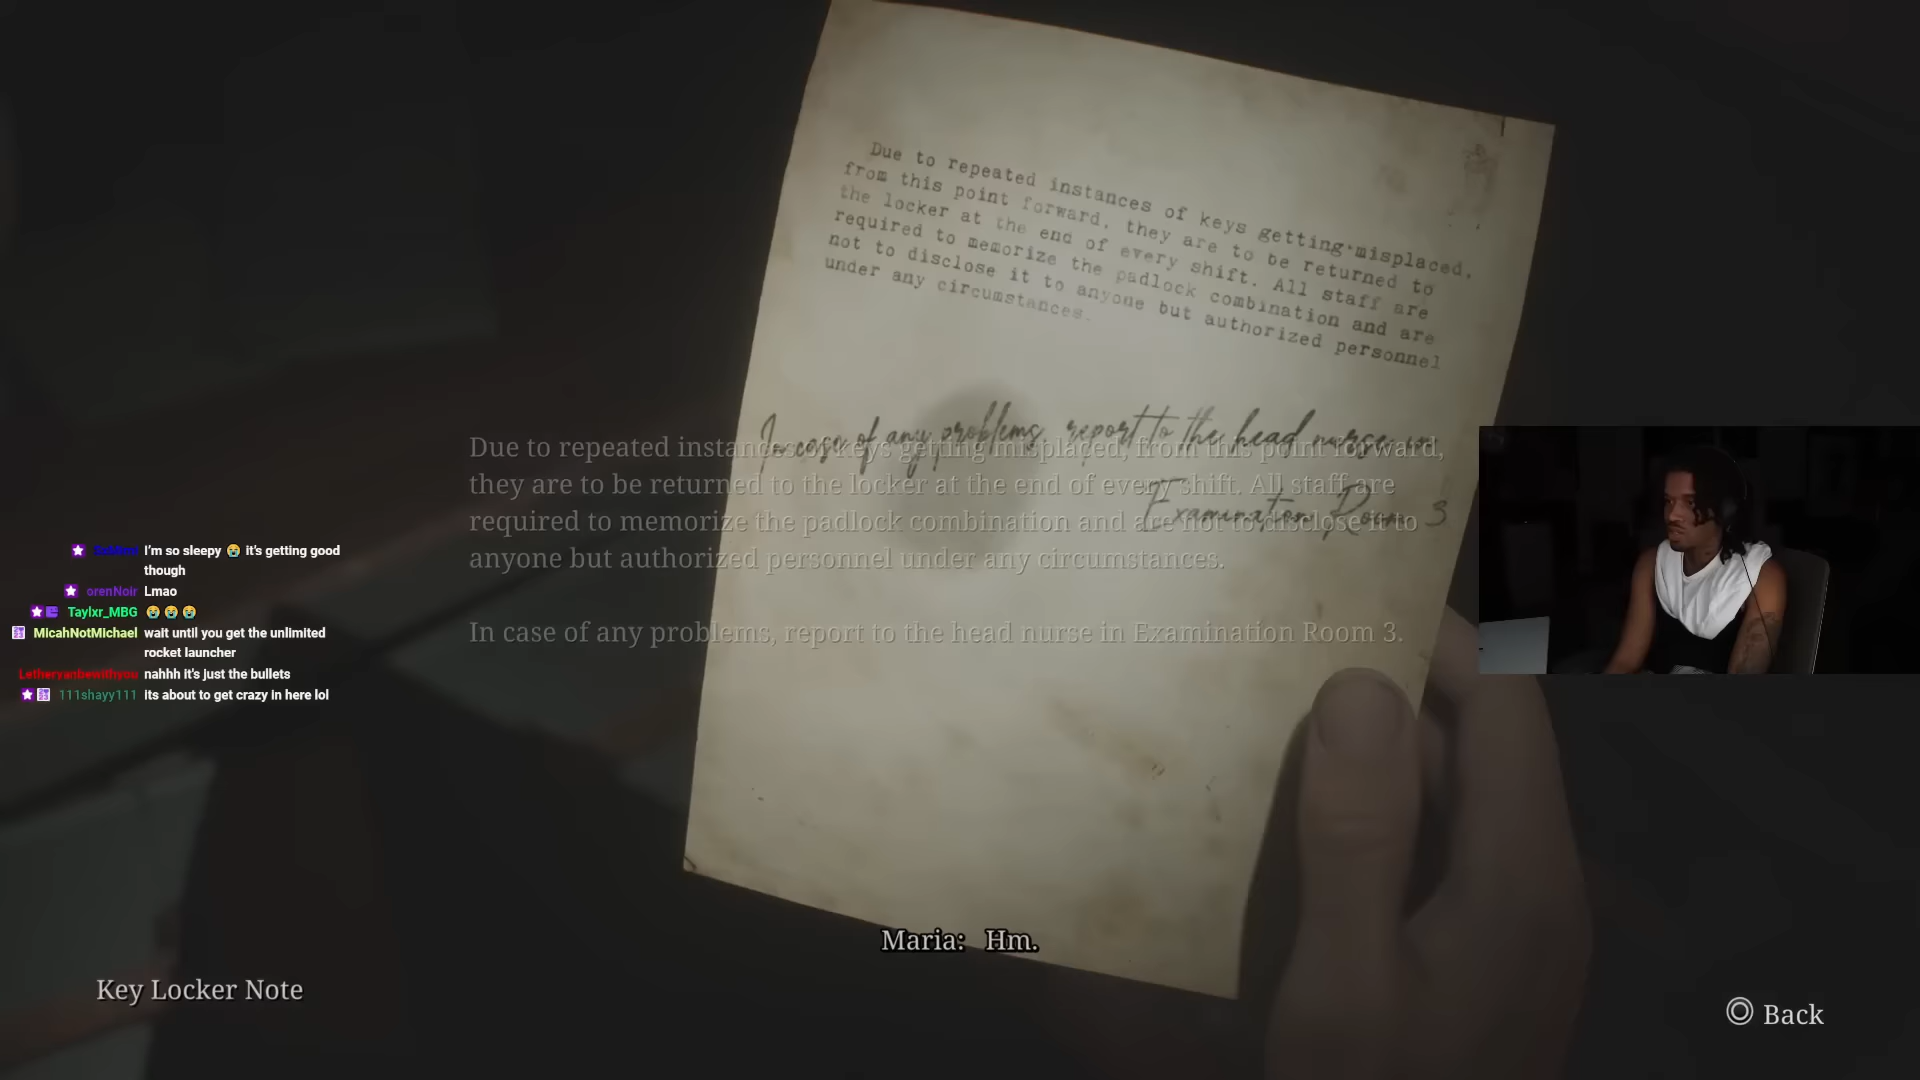 Due to repeated instances of keys getting misplaced,
from this point forward, they are to be returned to
the locker at the end of every shift. All staff are
required to memorize the padlock combination and are
not to disclose it to anyone but authorized personnel
under any circumstances.
In case of any problems, report to the head nurse in
Examination Room 3
Due to repeated instances of keys getting misplaced, from this point forward,
they are to be returned to the locker at the end of every shift. All staff are
required to memorize the padlock combination and are not to disclose it to
anyone but authorized personnel under any circumstances.
In case of any problems, report to the head nurse in Examination Room 3.
I'm so sleepy 😭 it's getting good
though
orenNoir Lmao
Taylxr_MBG 😭 😭 😭
MicahNotMichael wait until you get the unlimited
rocket launcher
Letheryanbewithyou nahhh it's just the bullets
111shayy111 its about to get crazy in here lol
Maria: Hm.
Key Locker Note
Back